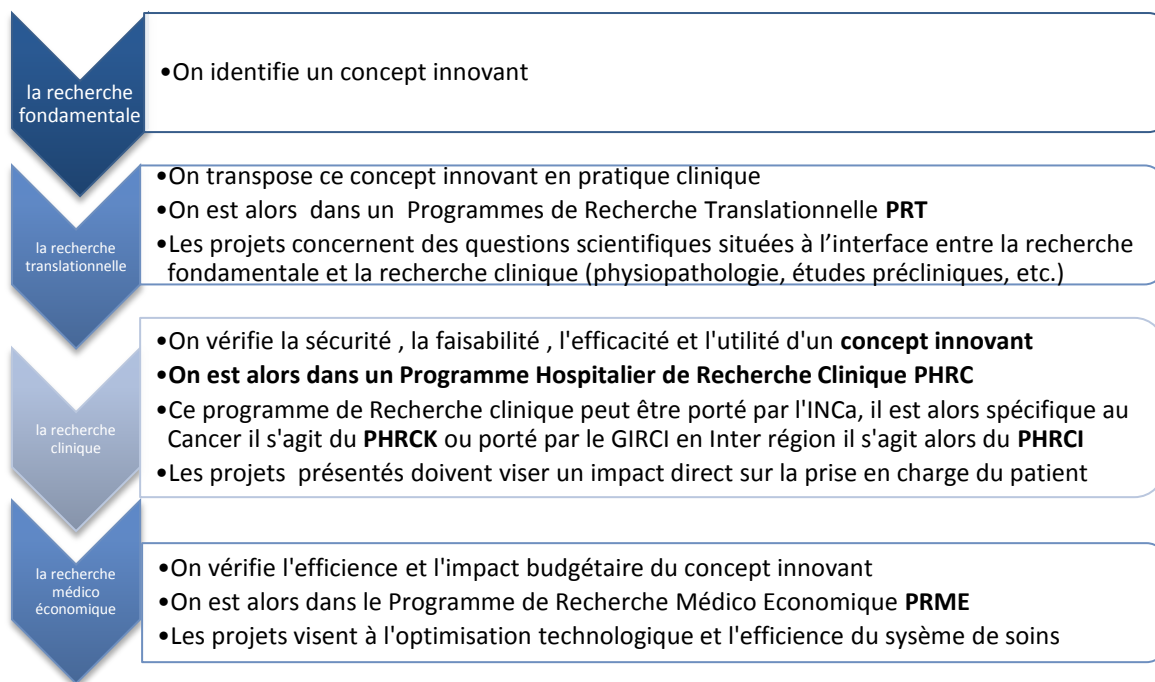 la recherche
fondamentale
•On identifie un concept innovant
la recherche
translationnelle
•On transpose ce concept innovant en pratique clinique
•On est alors dans un Programmes de Recherche Translationnelle PRT
•Les projets concernent des questions scientifiques situées à l’interface entre la recherche
fondamentale et la recherche clinique (physiopathologie, études précliniques, etc.)
la recherche
clinique
•On vérifie la sécurité , la faisabilité , l'efficacité et l'utilité d'un concept innovant
•On est alors dans un Programme Hospitalier de Recherche Clinique PHRC
•Ce programme de Recherche clinique peut être porté par l'INCa, il est alors spécifique au
Cancer il s'agit du PHRCK ou porté par le GIRCI en Inter région il s'agit alors du PHRCI
•Les projets présentés doivent viser un impact direct sur la prise en charge du patient
la recherche
médico
économique
•On vérifie l'efficience et l'impact budgétaire du concept innovant
•On est alors dans le Programme de Recherche Médico Economique PRME
•Les projets visent à l'optimisation technologique et l'efficience du sysème de soins